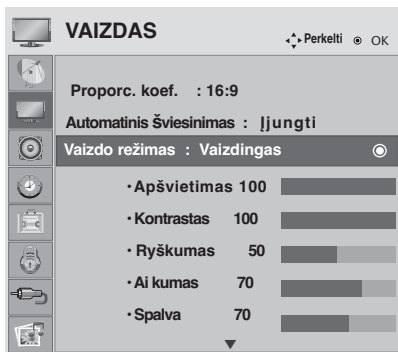 VAIZDAS Perkelti OK
Proporc. koef. : 16:9
Automatinis Šviesinimas : Įjungti
Vaizdo režimas : Vaizdingas
•Apšvietimas 100
•Kontrastas 100
•Ryškumas 50
•Ai kumas 70
•Spalva 70